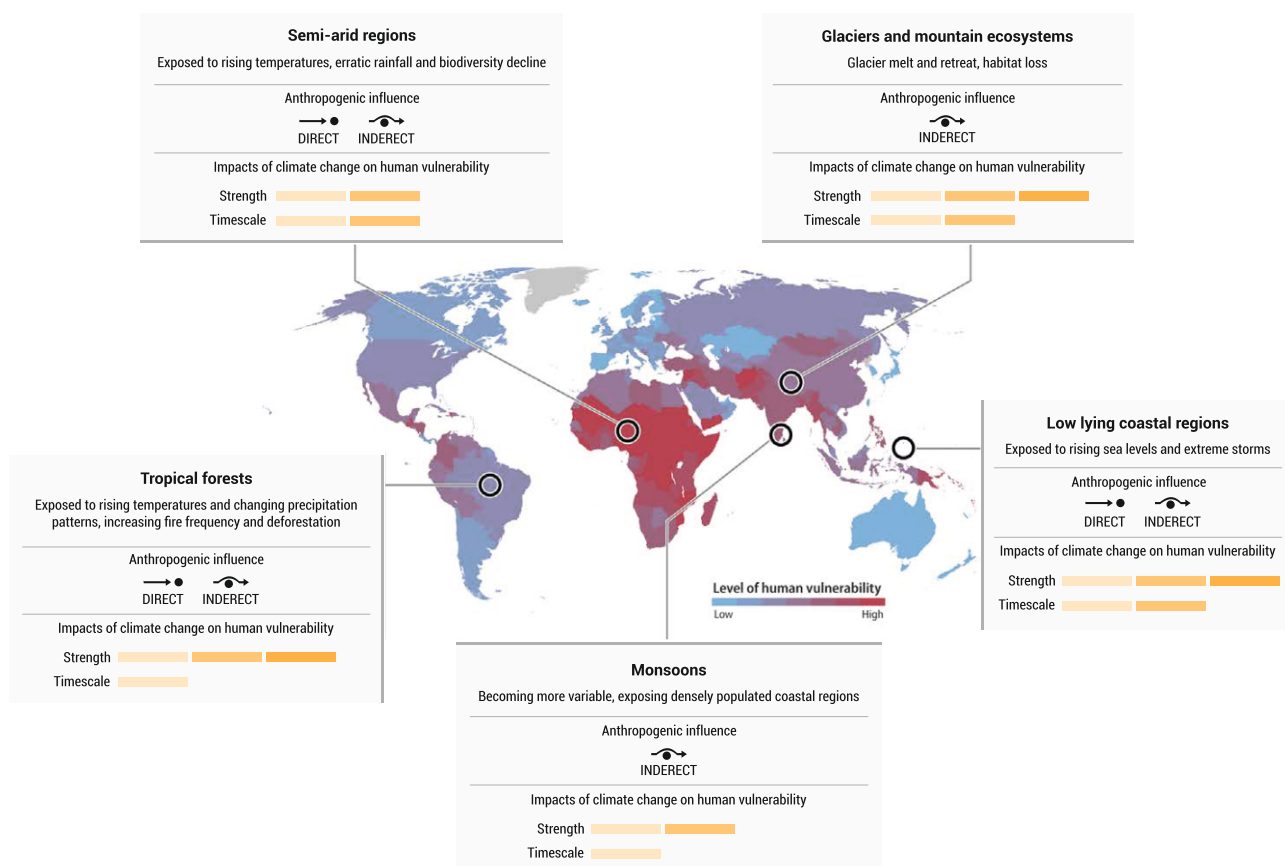 Semi-arid regions
Exposed to rising temperatures, erratic rainfall and biodiversity decline
Anthropogenic influence
DIRECT INDERECT
Impacts of climate change on human vulnerability
Strength
Timescale
Glaciers and mountain ecosystems
Glacier melt and retreat, habitat loss
Anthropogenic influence
INDERECT
Impacts of climate change on human vulnerability
Strength
Timescale
Low lying coastal regions
Exposed to rising sea levels and extreme storms
Anthropogenic influence
DIRECT INDERECT
Impacts of climate change on human vulnerability
Strength
Timescale
Tropical forests
Exposed to rising temperatures and changing precipitation
patterns, increasing fire frequency and deforestation
Anthropogenic influence
DIRECT INDERECT
Impacts of climate change on human vulnerability
Strength
Timescale
Level of human vulnerability
Low High
Monsoons
Becoming more variable, exposing densely populated coastal regions
Anthropogenic influence
INDERECT
Impacts of climate change on human vulnerability
Strength
Timescale